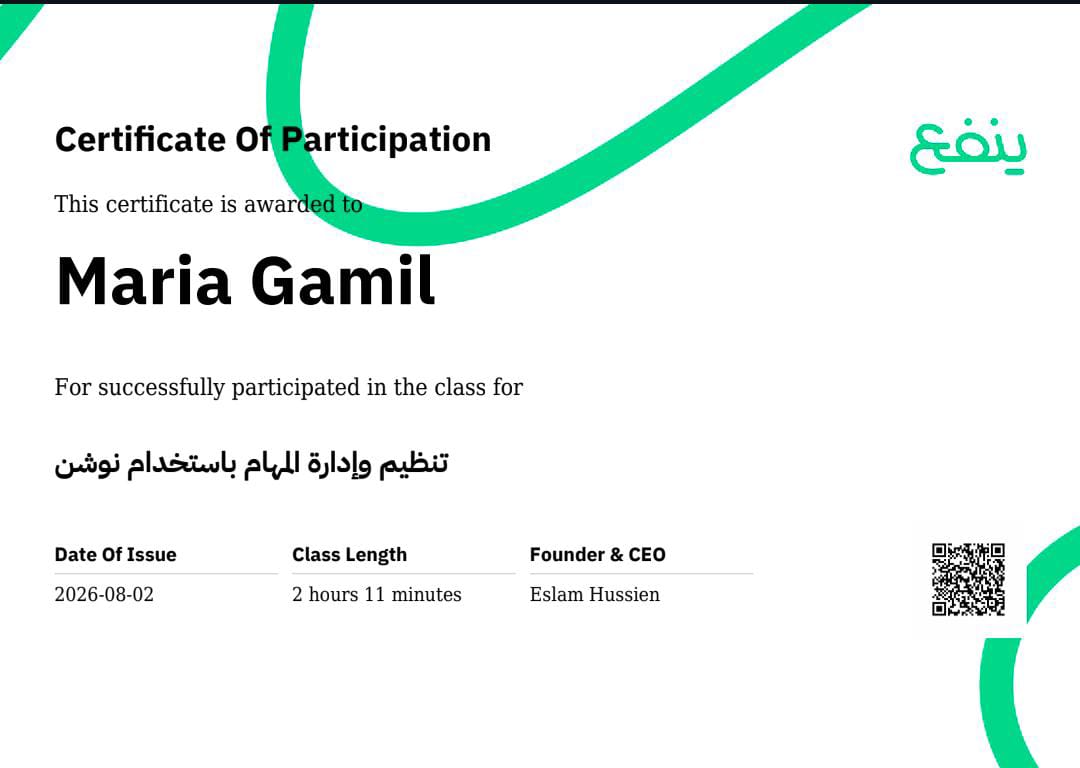 Certificate Of Participation
ينفع
This certificate is awarded to
Maria Gamil
For successfully participated in the class for
تنظيم وإدارة المهام باستخدام نوشن
Date Of Issue
Class Length
Founder & CEO
2026-08-02
2 hours 11 minutes
Eslam Hussien